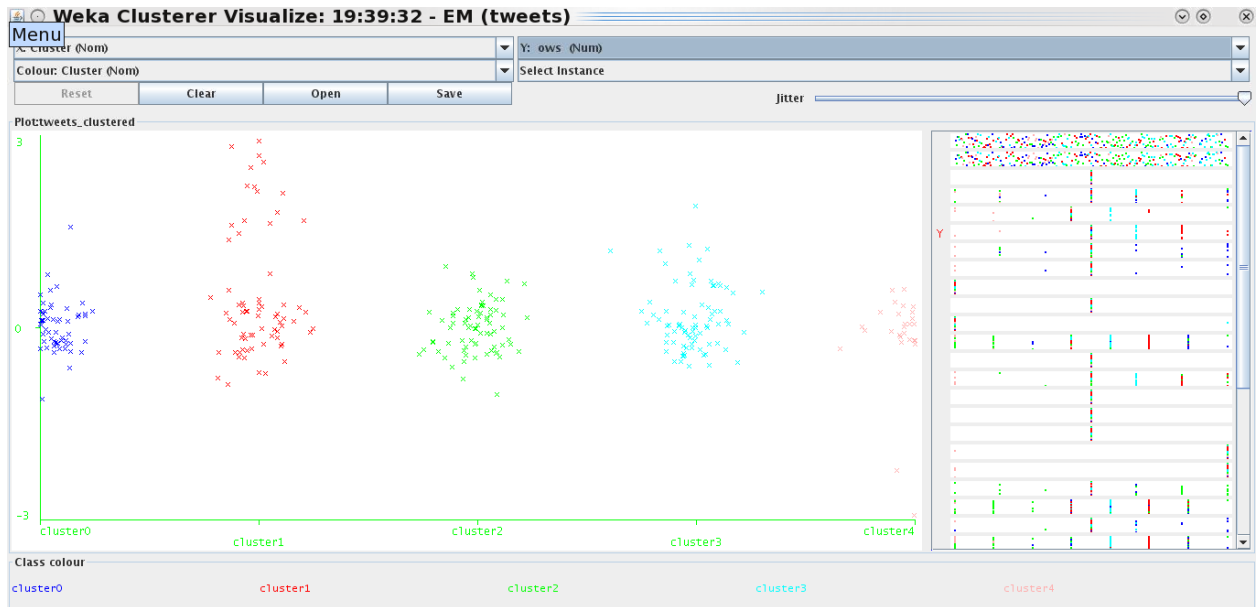 Weka Clusterer Visualize: 19:39:32 - EM (tweets)
Menu
X: Cluster (Nom)
Y: ows (Num)
Colour: Cluster (Nom)
Select Instance
Reset
Clear
Open
Save
Jitter
Plot:tweets_clustered
3
0
-3
cluster0
cluster1
cluster2
cluster3
cluster4
Y
Class colour
cluster0
cluster1
cluster2
cluster3
cluster4